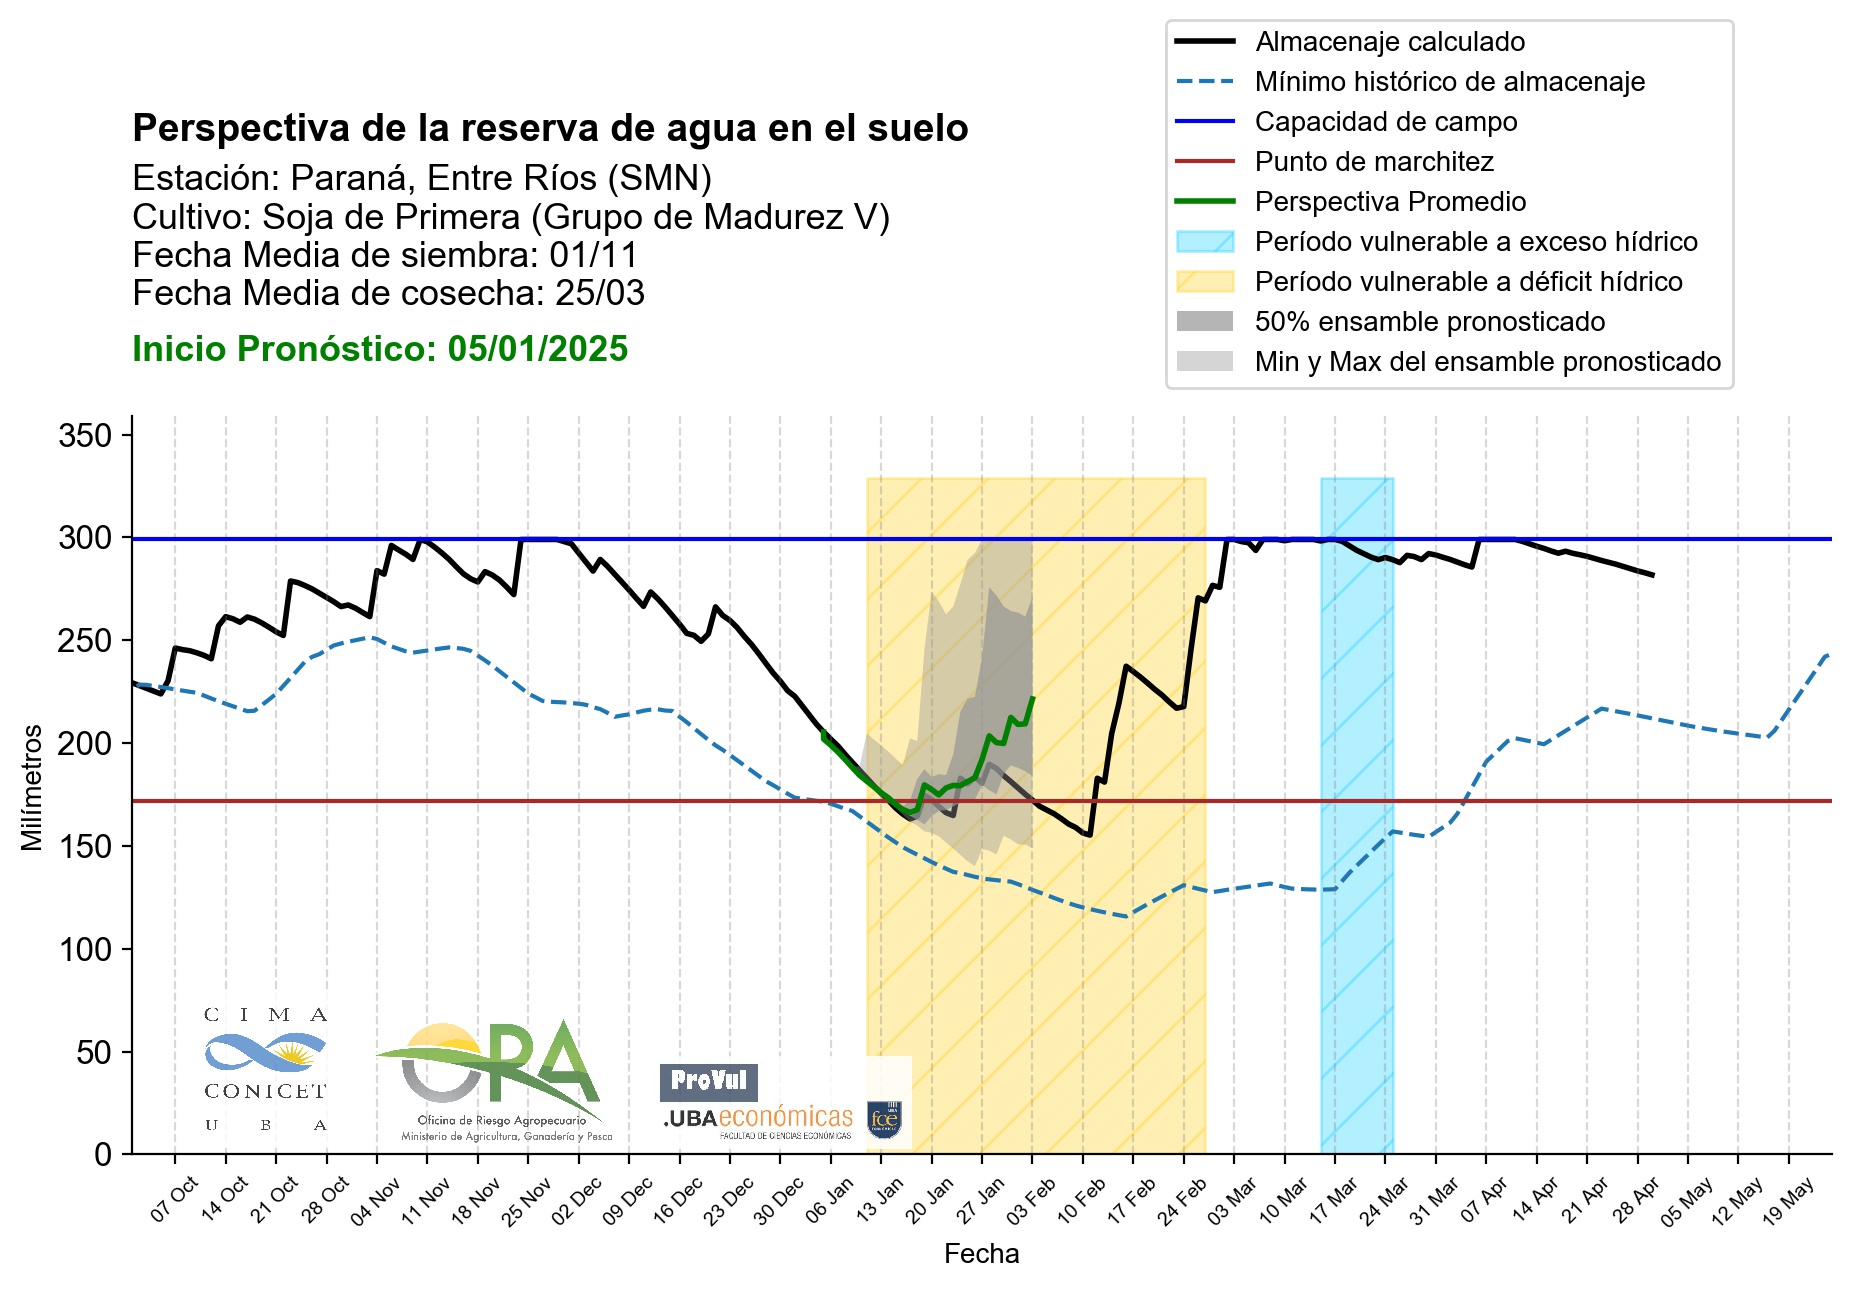 Almacenaje calculado
Mínimo histórico de almacenaje
Capacidad de campo
Punto de marchitez
Perspectiva Promedio
Período vulnerable a exceso hídrico
Período vulnerable a déficit hídrico
50% ensamble pronosticado
Min y Max del ensamble pronosticado
Perspectiva de la reserva de agua en el suelo
Estación: Paraná, Entre Ríos (SMN)
Cultivo: Soja de Primera (Grupo de Madurez V)
Fecha Media de siembra: 01/11
Fecha Media de cosecha: 25/03
Inicio Pronóstico: 05/01/2025
350
300
250
200
150
100
50
0
Milímetros
CIMA
CONICET
UBA
OPA
Oficina de Riesgo Agropecuario
Ministerio de Agricultura, Ganadería y Pesca
ProVul
.UBAeconómicas
FACULTAD DE CIENCIAS ECONÓMICAS
UBA
fce
07 Oct
14 Oct
21 Oct
28 Oct
04 Nov
11 Nov
18 Nov
25 Nov
02 Dec
09 Dec
16 Dec
23 Dec
30 Dec
06 Jan
13 Jan
20 Jan
27 Jan
03 Feb
10 Feb
17 Feb
24 Feb
03 Mar
10 Mar
17 Mar
24 Mar
31 Mar
07 Apr
14 Apr
21 Apr
28 Apr
05 May
12 May
19 May
Fecha